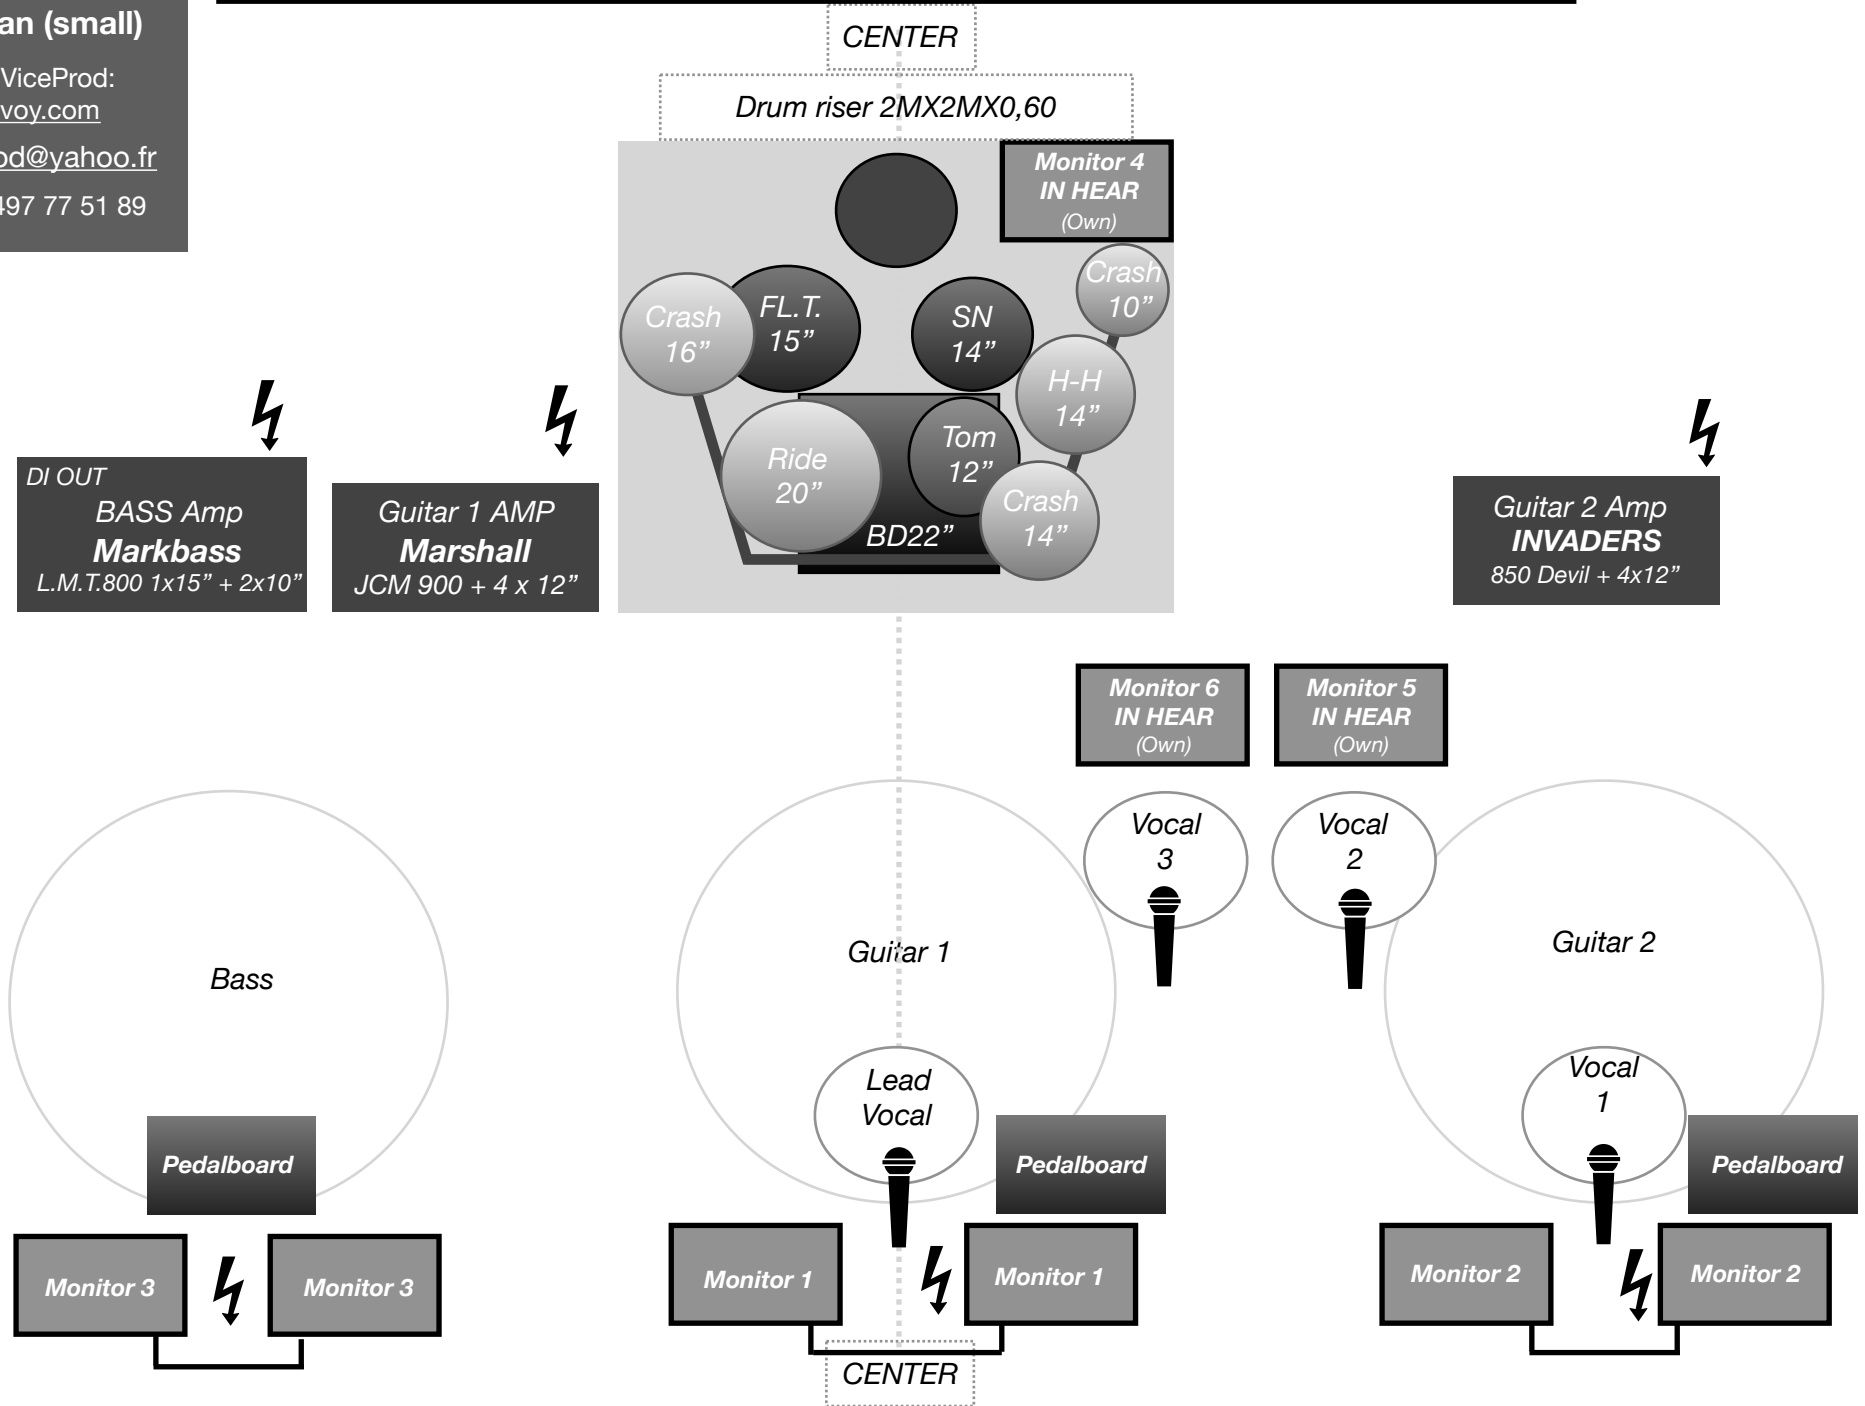 an (small)
ViceProd:
voy.com
od@yahoo.fr
497 77 51 89
CENTER
Drum riser 2MX2MX0,60
Monitor 4
IN HEAR
(Own)
Crash
10”
Crash
16”
FL.T.
15”
SN
14”
H-H
14”
Ride
20”
Tom
12”
Crash
14”
BD22”
DI OUT
BASS Amp
Markbass
L.M.T.800 1x15” + 2x10”
Guitar 1 AMP
Marshall
JCM 900 + 4 x 12”
Guitar 2 Amp
INVADERS
850 Devil + 4x12”
Monitor 6
IN HEAR
(Own)
Monitor 5
IN HEAR
(Own)
Vocal
3
Vocal
2
Bass
Guitar 1
Guitar 2
Lead
Vocal
Vocal
1
Pedalboard
Pedalboard
Pedalboard
Monitor 3
Monitor 3
Monitor 1
Monitor 1
Monitor 2
Monitor 2
CENTER